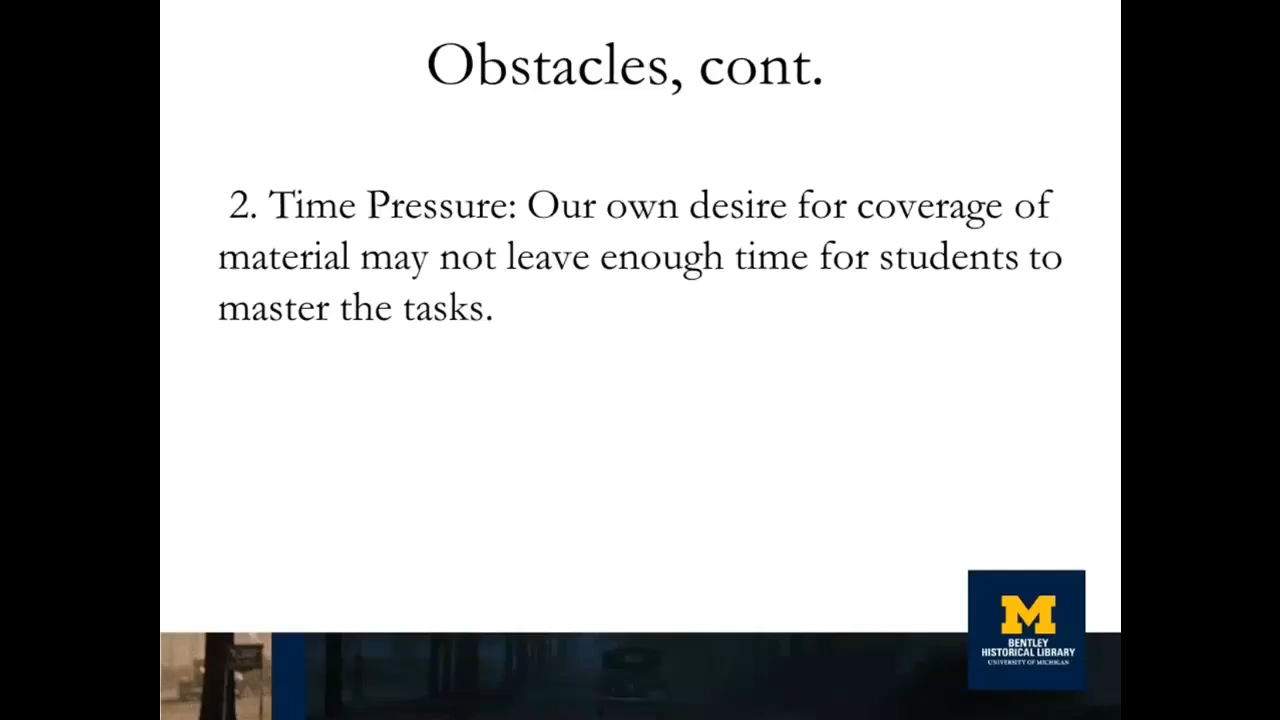 Obstacles, cont.
2. Time Pressure: Our own desire for coverage of
material may not leave enough time for students to
master the tasks.
M
BENTLEY
HISTORICAL LIBRARY
UNIVERSITY OF MICHIGAN